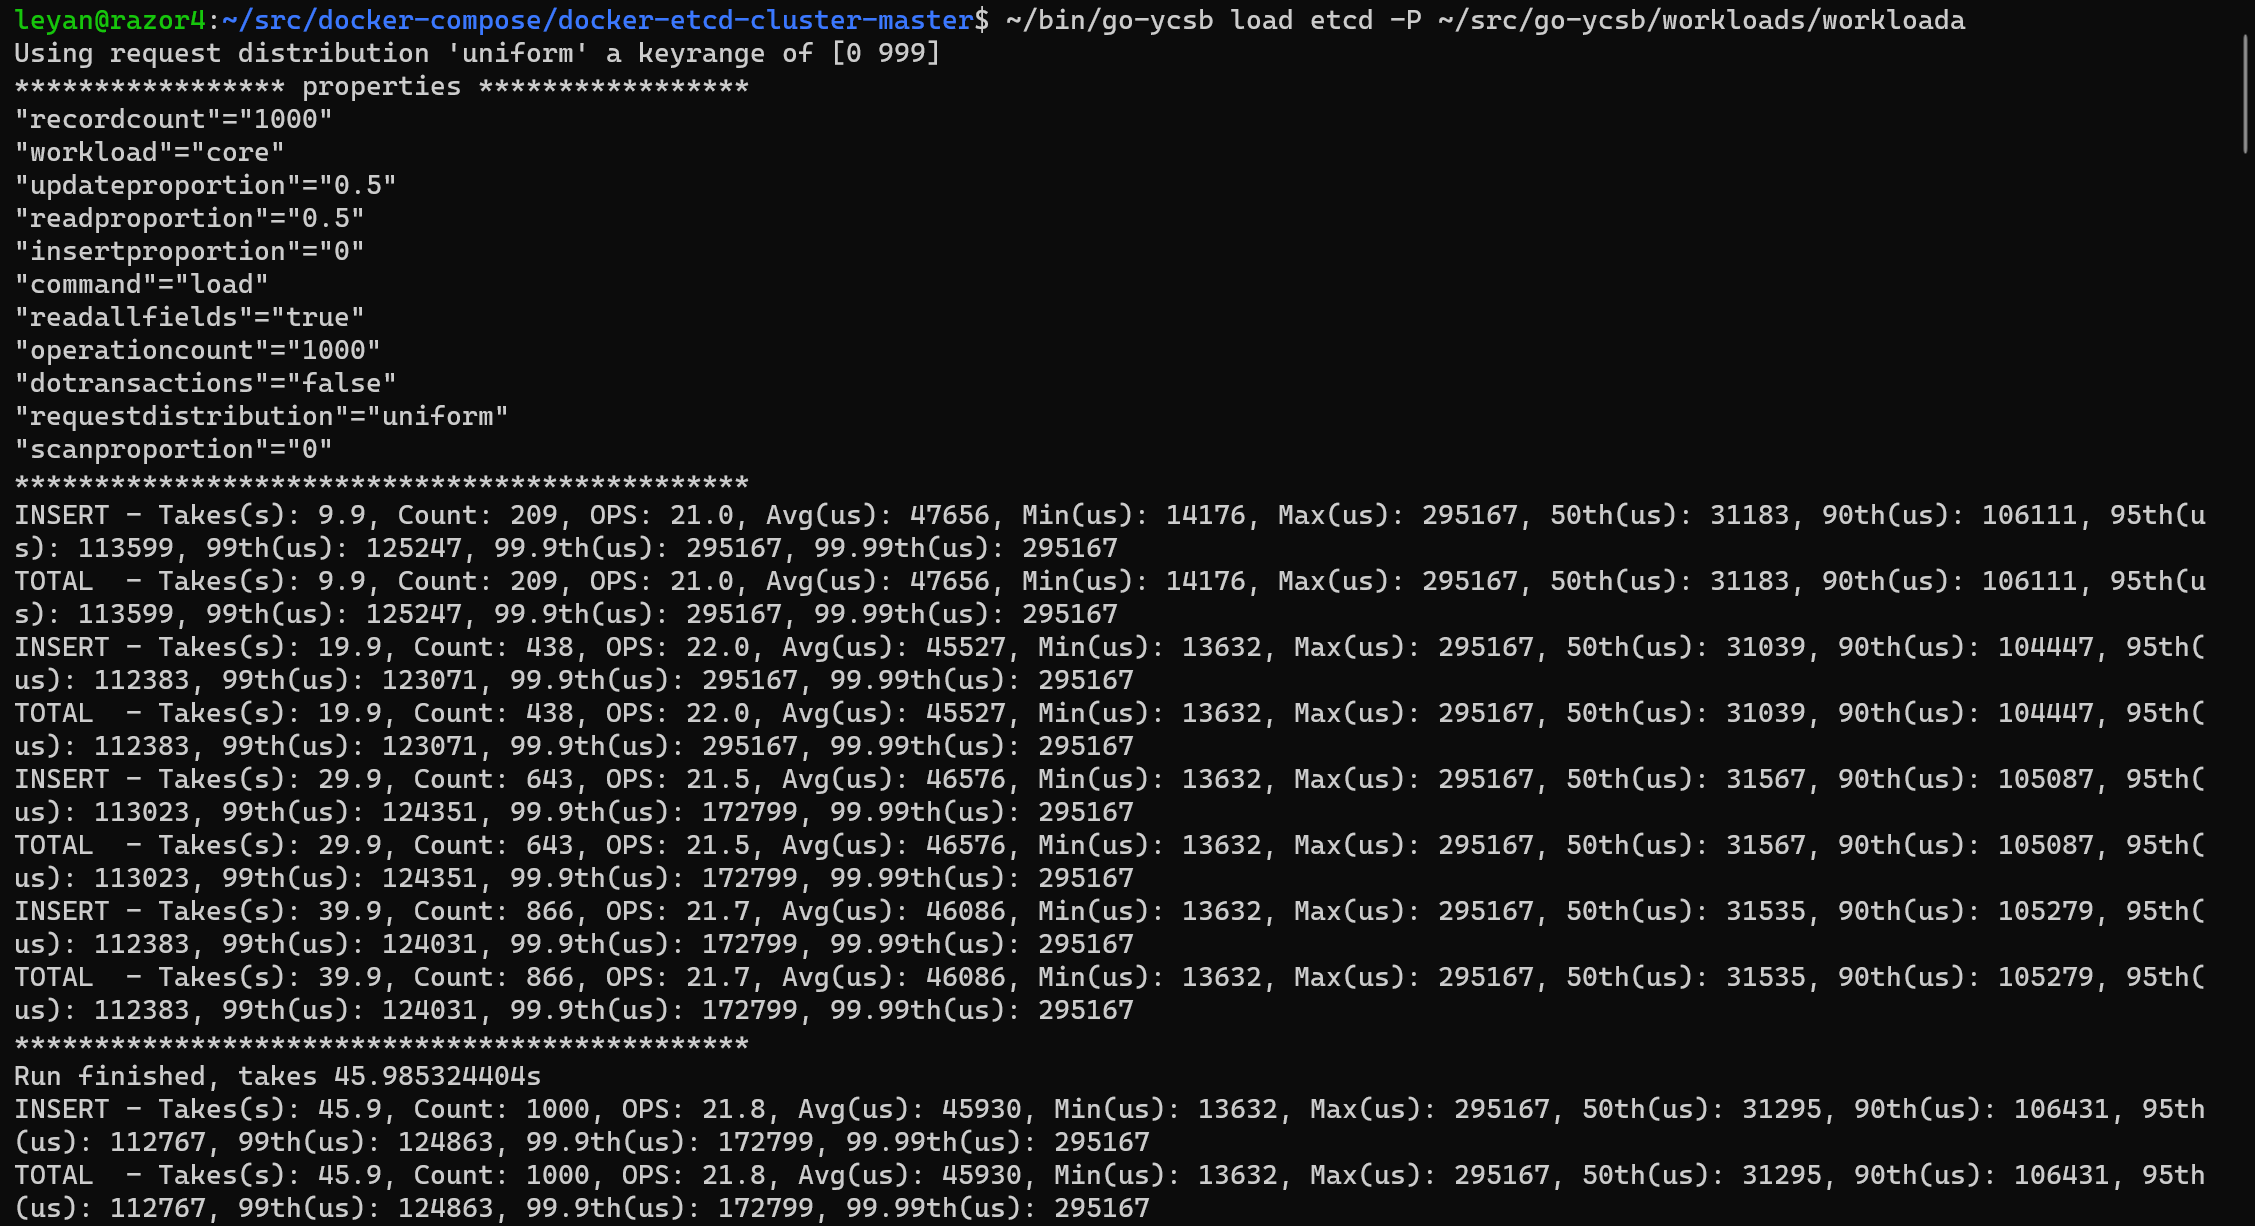 leyan@razor4:~/src/docker-compose/docker-etcd-cluster-master$ ~/bin/go-ycsb load etcd -P ~/src/go-ycsb/workloads/workloada
Using request distribution 'uniform' a keyrange of [0 999]
***************** properties *****************
"recordcount"="1000"
"workload"="core"
"updateproportion"="0.5"
"readproportion"="0.5"
"insertproportion"="0"
"command"="load"
"readallfields"="true"
"operationcount"="1000"
"dotransactions"="false"
"requestdistribution"="uniform"
"scanproportion"="0"
**********************************************
INSERT - Takes(s): 9.9, Count: 209, OPS: 21.0, Avg(us): 47656, Min(us): 14176, Max(us): 295167, 50th(us): 31183, 90th(us): 106111, 95th(u
s): 113599, 99th(us): 125247, 99.9th(us): 295167, 99.99th(us): 295167
TOTAL  - Takes(s): 9.9, Count: 209, OPS: 21.0, Avg(us): 47656, Min(us): 14176, Max(us): 295167, 50th(us): 31183, 90th(us): 106111, 95th(u
s): 113599, 99th(us): 125247, 99.9th(us): 295167, 99.99th(us): 295167
INSERT - Takes(s): 19.9, Count: 438, OPS: 22.0, Avg(us): 45527, Min(us): 13632, Max(us): 295167, 50th(us): 31039, 90th(us): 104447, 95th(
us): 112383, 99th(us): 123071, 99.9th(us): 295167, 99.99th(us): 295167
TOTAL  - Takes(s): 19.9, Count: 438, OPS: 22.0, Avg(us): 45527, Min(us): 13632, Max(us): 295167, 50th(us): 31039, 90th(us): 104447, 95th(
us): 112383, 99th(us): 123071, 99.9th(us): 295167, 99.99th(us): 295167
INSERT - Takes(s): 29.9, Count: 643, OPS: 21.5, Avg(us): 46576, Min(us): 13632, Max(us): 295167, 50th(us): 31567, 90th(us): 105087, 95th(
us): 113023, 99th(us): 124351, 99.9th(us): 172799, 99.99th(us): 295167
TOTAL  - Takes(s): 29.9, Count: 643, OPS: 21.5, Avg(us): 46576, Min(us): 13632, Max(us): 295167, 50th(us): 31567, 90th(us): 105087, 95th(
us): 113023, 99th(us): 124351, 99.9th(us): 172799, 99.99th(us): 295167
INSERT - Takes(s): 39.9, Count: 866, OPS: 21.7, Avg(us): 46086, Min(us): 13632, Max(us): 295167, 50th(us): 31535, 90th(us): 105279, 95th(
us): 112383, 99th(us): 124031, 99.9th(us): 172799, 99.99th(us): 295167
TOTAL  - Takes(s): 39.9, Count: 866, OPS: 21.7, Avg(us): 46086, Min(us): 13632, Max(us): 295167, 50th(us): 31535, 90th(us): 105279, 95th(
us): 112383, 99th(us): 124031, 99.9th(us): 172799, 99.99th(us): 295167
**********************************************
Run finished, takes 45.985324404s
INSERT - Takes(s): 45.9, Count: 1000, OPS: 21.8, Avg(us): 45930, Min(us): 13632, Max(us): 295167, 50th(us): 31295, 90th(us): 106431, 95th
(us): 112767, 99th(us): 124863, 99.9th(us): 172799, 99.99th(us): 295167
TOTAL  - Takes(s): 45.9, Count: 1000, OPS: 21.8, Avg(us): 45930, Min(us): 13632, Max(us): 295167, 50th(us): 31295, 90th(us): 106431, 95th
(us): 112767, 99th(us): 124863, 99.9th(us): 172799, 99.99th(us): 295167